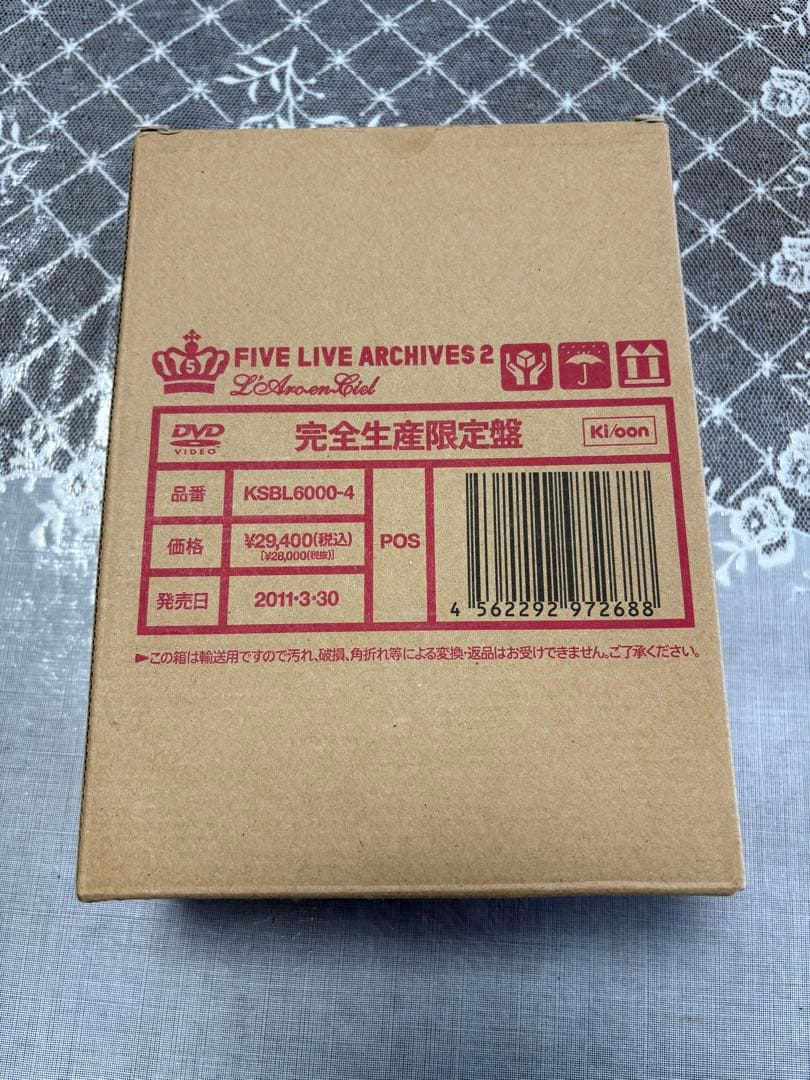 5 FIVE LIVE ARCHIVES 2
L'Arc~en~Ciel
DVD VIDEO 完全生産限定盤 Ki/oon
品番 KSBL6000-4
価格 ¥29,400(税込)
[¥28,000(税抜)]
発売日 2011・3・30
POS
4 562292 972688
▶この箱は輸送用ですので汚れ、破損、角折れ等による変換・返品はお受けできません。ご了承ください。